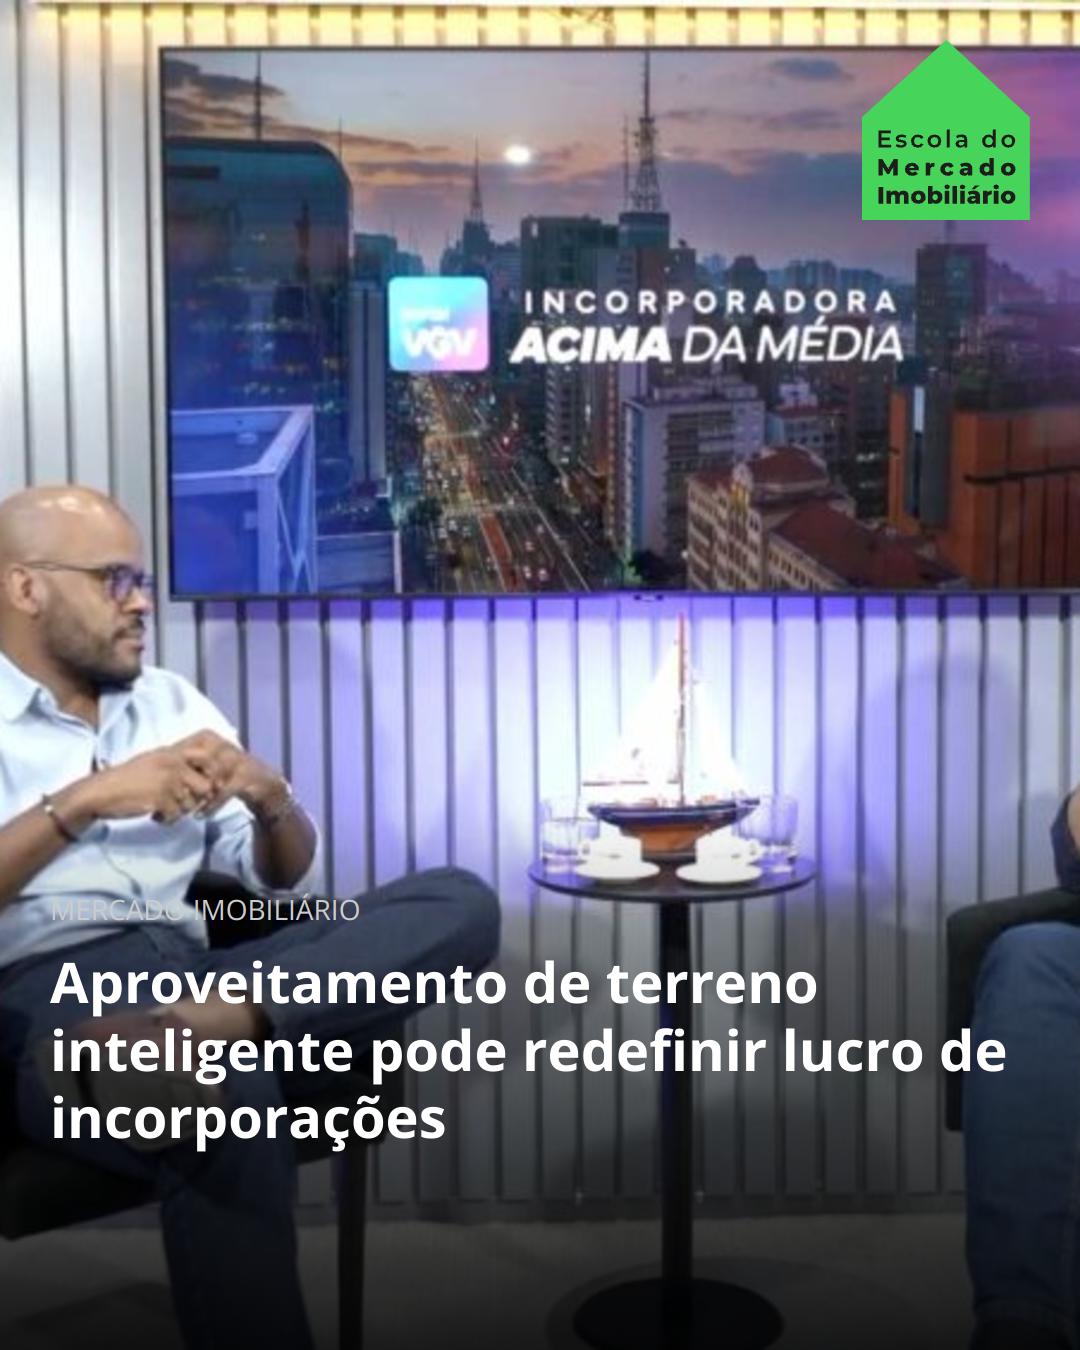 Escola do
Mercado
Imobiliário
INCORPORADORA
VGV
ACIMA DA MÉDIA
MERCADO IMOBILIÁRIO
Aproveitamento de terreno
inteligente pode redefinir lucro de
incorporações